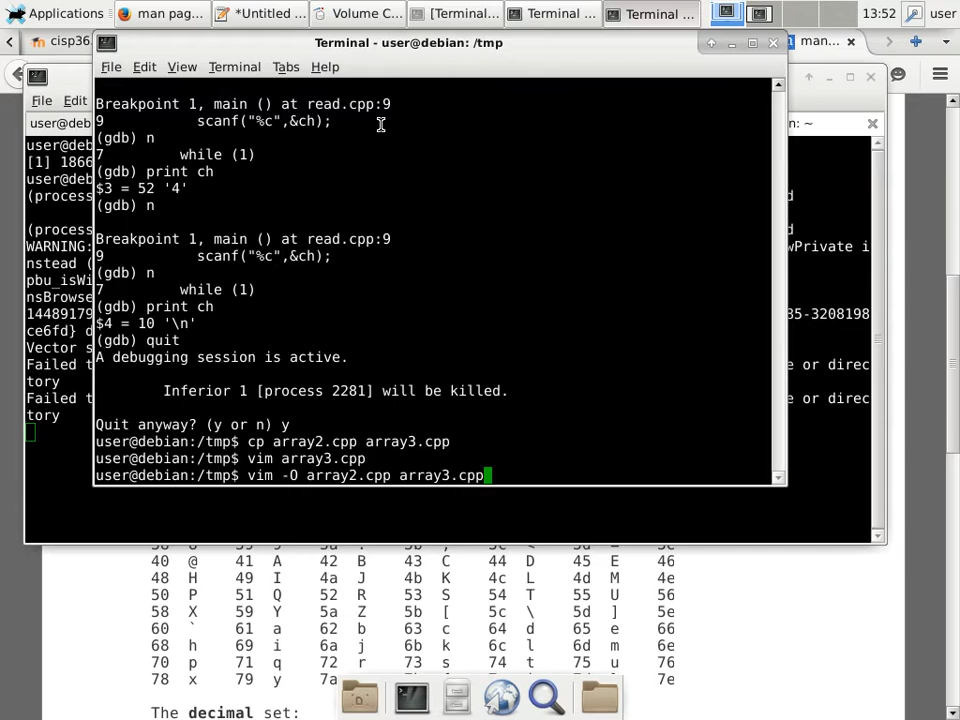 Applications
man pag...
*Untitled ...
Volume C...
[Terminal...
Terminal ...
Terminal ...
13:52
user
cisp36
man...
Terminal - user@debian: /tmp
File Edit View Terminal Tabs Help
File Edit
user@deb
n: ~
Breakpoint 1, main () at read.cpp:9
9 scanf("%c",&ch);
(gdb) n
7 while (1)
(gdb) print ch
$3 = 52 '4'
(gdb) n
Breakpoint 1, main () at read.cpp:9
9 scanf("%c",&ch);
(gdb) n
7 while (1)
(gdb) print ch
$4 = 10 '\n'
(gdb) quit
A debugging session is active.
Inferior 1 [process 2281] will be killed.
Quit anyway? (y or n) y
user@debian:/tmp$ cp array2.cpp array3.cpp
user@debian:/tmp$ vim array3.cpp
user@debian:/tmp$ vim -O array2.cpp array3.cpp
user@deb
[1] 1866
user@deb
(process
d
(process
d
WARNING:
wPrivate i
nstead (
pbu_isWi
nsBrowse
14489179
85-3208198
ce6fd} d
Vector s
Failed t
e or direc
tory
Failed t
e or direc
tory
40 @ 41 A 42 B 43 C 44 D 45 E 46
48 H 49 I 4a J 4b K 4c L 4d M 4e
50 P 51 Q 52 R 53 S 54 T 55 U 56
58 X 59 Y 5a Z 5b [ 5c \ 5d ] 5e
60 ` 61 a 62 b 63 c 64 d 65 e 66
68 h 69 i 6a j 6b k 6c l 6d m 6e
70 p 71 q 72 r 73 s 74 t 75 u 76
78 x 79 y 7a 7e
The decimal set: